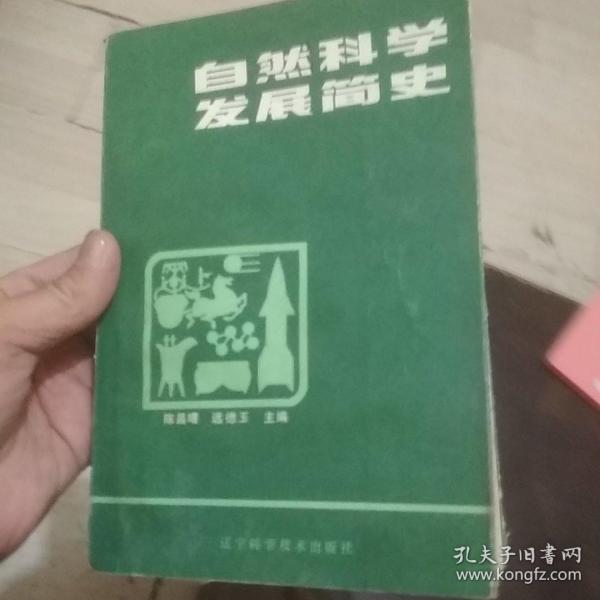 自然科学
发展简史
陈昌曙 远德玉 主编
辽宁科学技术出版社
孔夫子旧书网
www.kongfz.com